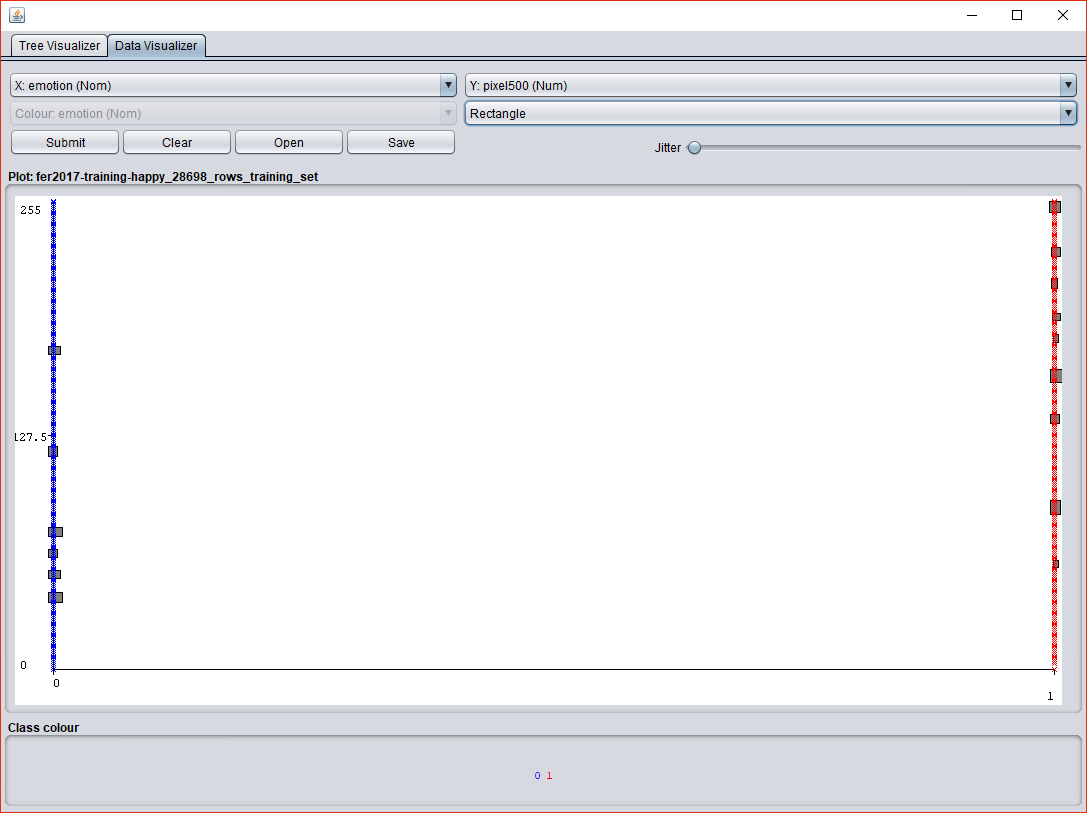 Tree Visualizer Data Visualizer
X: emotion (Nom) Y: pixel500 (Num)
Colour: emotion (Nom) Rectangle
Submit Clear Open Save Jitter
Plot: fer2017-training-happy_28698_rows_training_set
255
127.5
0
0
1
Class colour
0 1